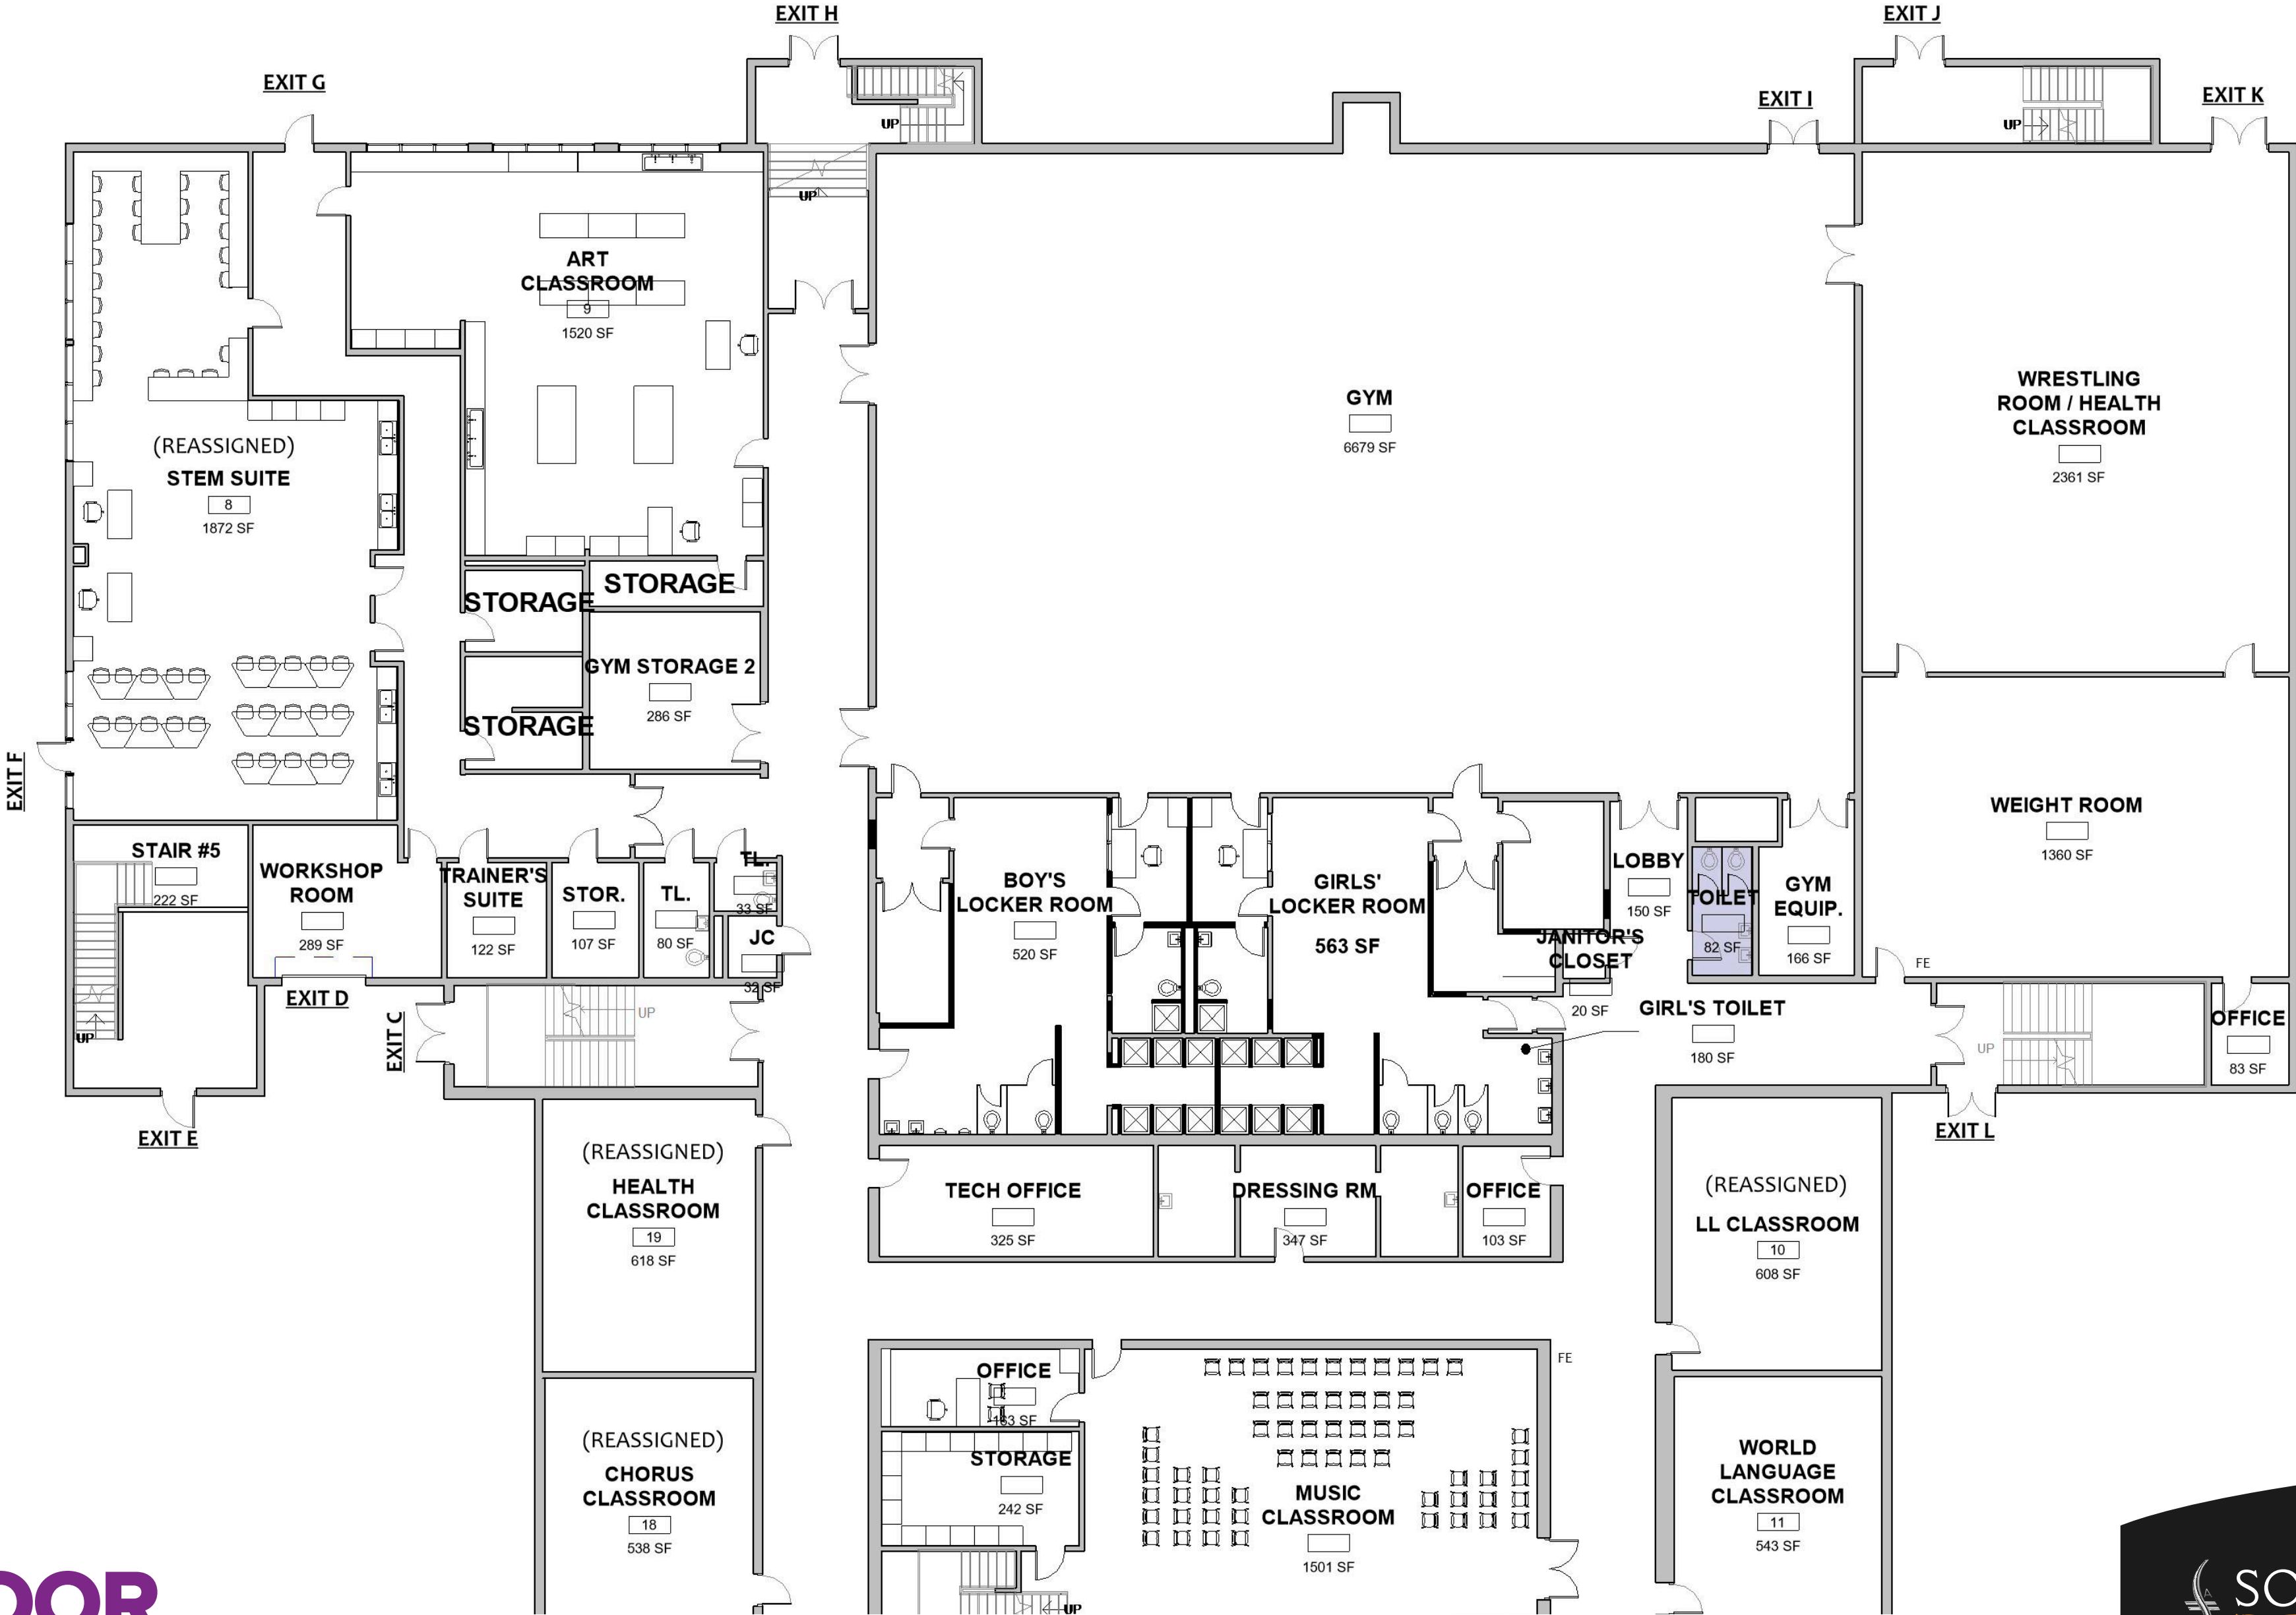 EXIT H
EXIT J
EXIT G
EXIT I
EXIT K
UP
UP
UP
ART
CLASSROOM
9
1520 SF
GYM
6679 SF
WRESTLING
ROOM / HEALTH
CLASSROOM
2361 SF
(REASSIGNED)
STEM SUITE
8
1872 SF
STORAGE
STORAGE
GYM STORAGE 2
286 SF
STORAGE
EXIT F
WEIGHT ROOM
1360 SF
STAIR #5
222 SF
WORKSHOP
ROOM
289 SF
TRAINER'S
SUITE
122 SF
STOR.
107 SF
TL.
80 SF
TL.
33 SF
JC
32 SF
BOY'S
LOCKER ROOM
520 SF
GIRLS'
LOCKER ROOM
563 SF
LOBBY
150 SF
TOILET
82 SF
GYM
EQUIP.
166 SF
JANITOR'S
CLOSET
20 SF
FE
EXIT D
EXIT C
UP
UP
GIRL'S TOILET
180 SF
UP
OFFICE
83 SF
EXIT E
EXIT L
(REASSIGNED)
HEALTH
CLASSROOM
19
618 SF
TECH OFFICE
325 SF
DRESSING RM
347 SF
OFFICE
103 SF
(REASSIGNED)
LL CLASSROOM
10
608 SF
OFFICE
163 SF
FE
(REASSIGNED)
CHORUS
CLASSROOM
18
538 SF
STORAGE
242 SF
MUSIC
CLASSROOM
1501 SF
WORLD
LANGUAGE
CLASSROOM
11
543 SF
UP